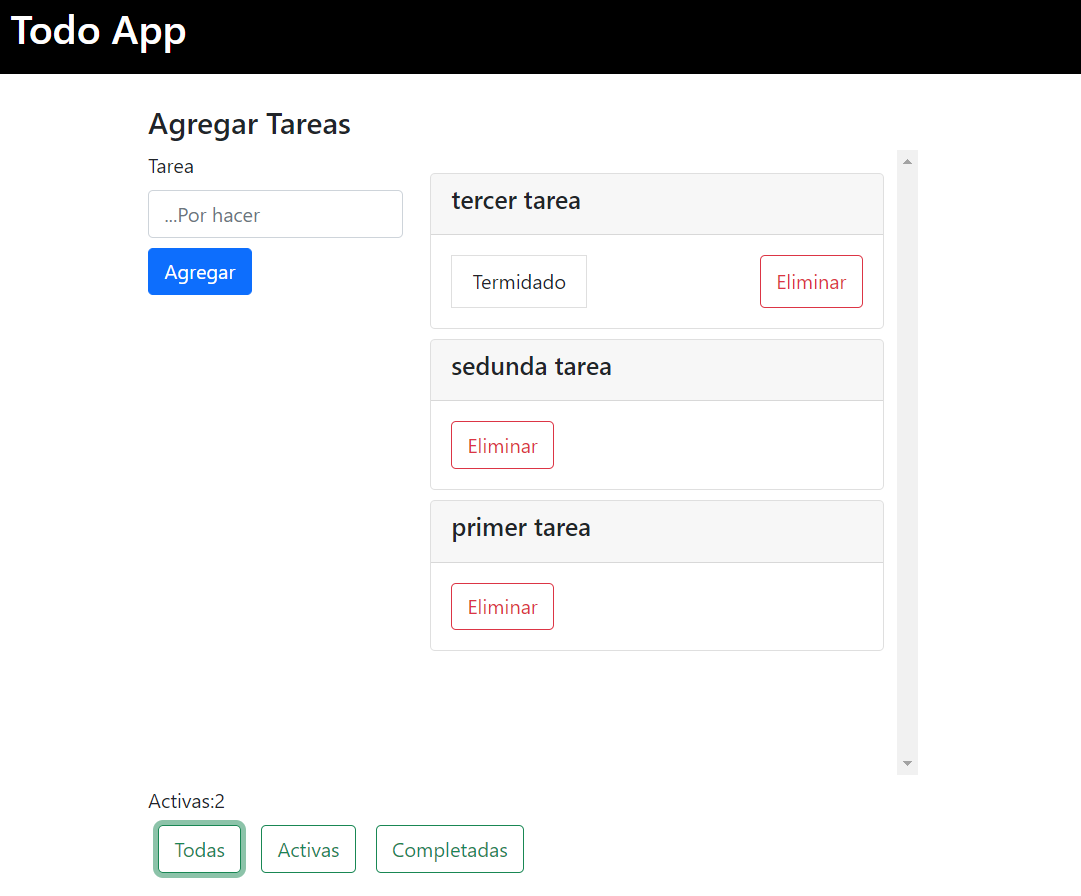 Todo App
Agregar Tareas
Tarea
...Por hacer
Agregar
tercer tarea
Termidado
Eliminar
sedunda tarea
Eliminar
primer tarea
Eliminar
Activas:2
Todas
Activas
Completadas